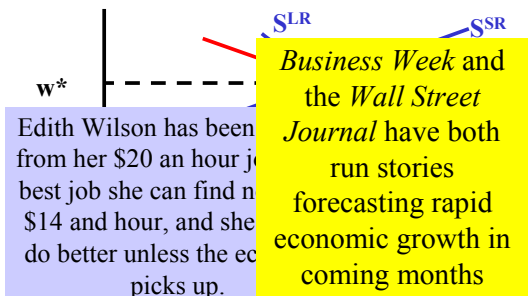 S^LR
S^SR
w*
Edith Wilson has been
from her $20 an hour
best job she can find
$14 and hour, and she
do better unless the
picks up.
Business Week and
the Wall Street
Journal have both
run stories
forecasting rapid
economic growth in
coming months